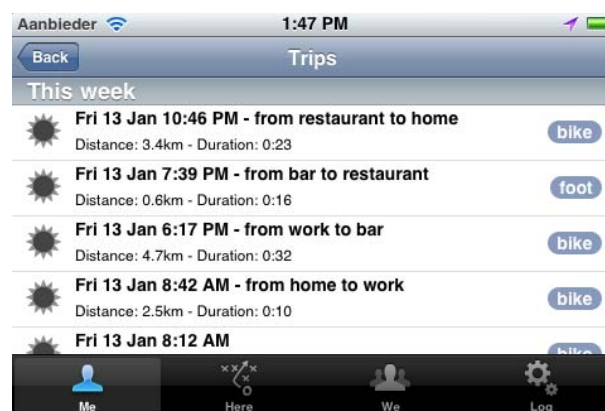 Aanbieder 1:47 PM
Back Trips
This week
Fri 13 Jan 10:46 PM - from restaurant to home
Distance: 3.4km - Duration: 0:23
bike
Fri 13 Jan 7:39 PM - from bar to restaurant
Distance: 0.6km - Duration: 0:16
foot
Fri 13 Jan 6:17 PM - from work to bar
Distance: 4.7km - Duration: 0:32
bike
Fri 13 Jan 8:42 AM - from home to work
Distance: 2.5km - Duration: 0:10
bike
Fri 13 Jan 8:12 AM
bike
Me Here We Log